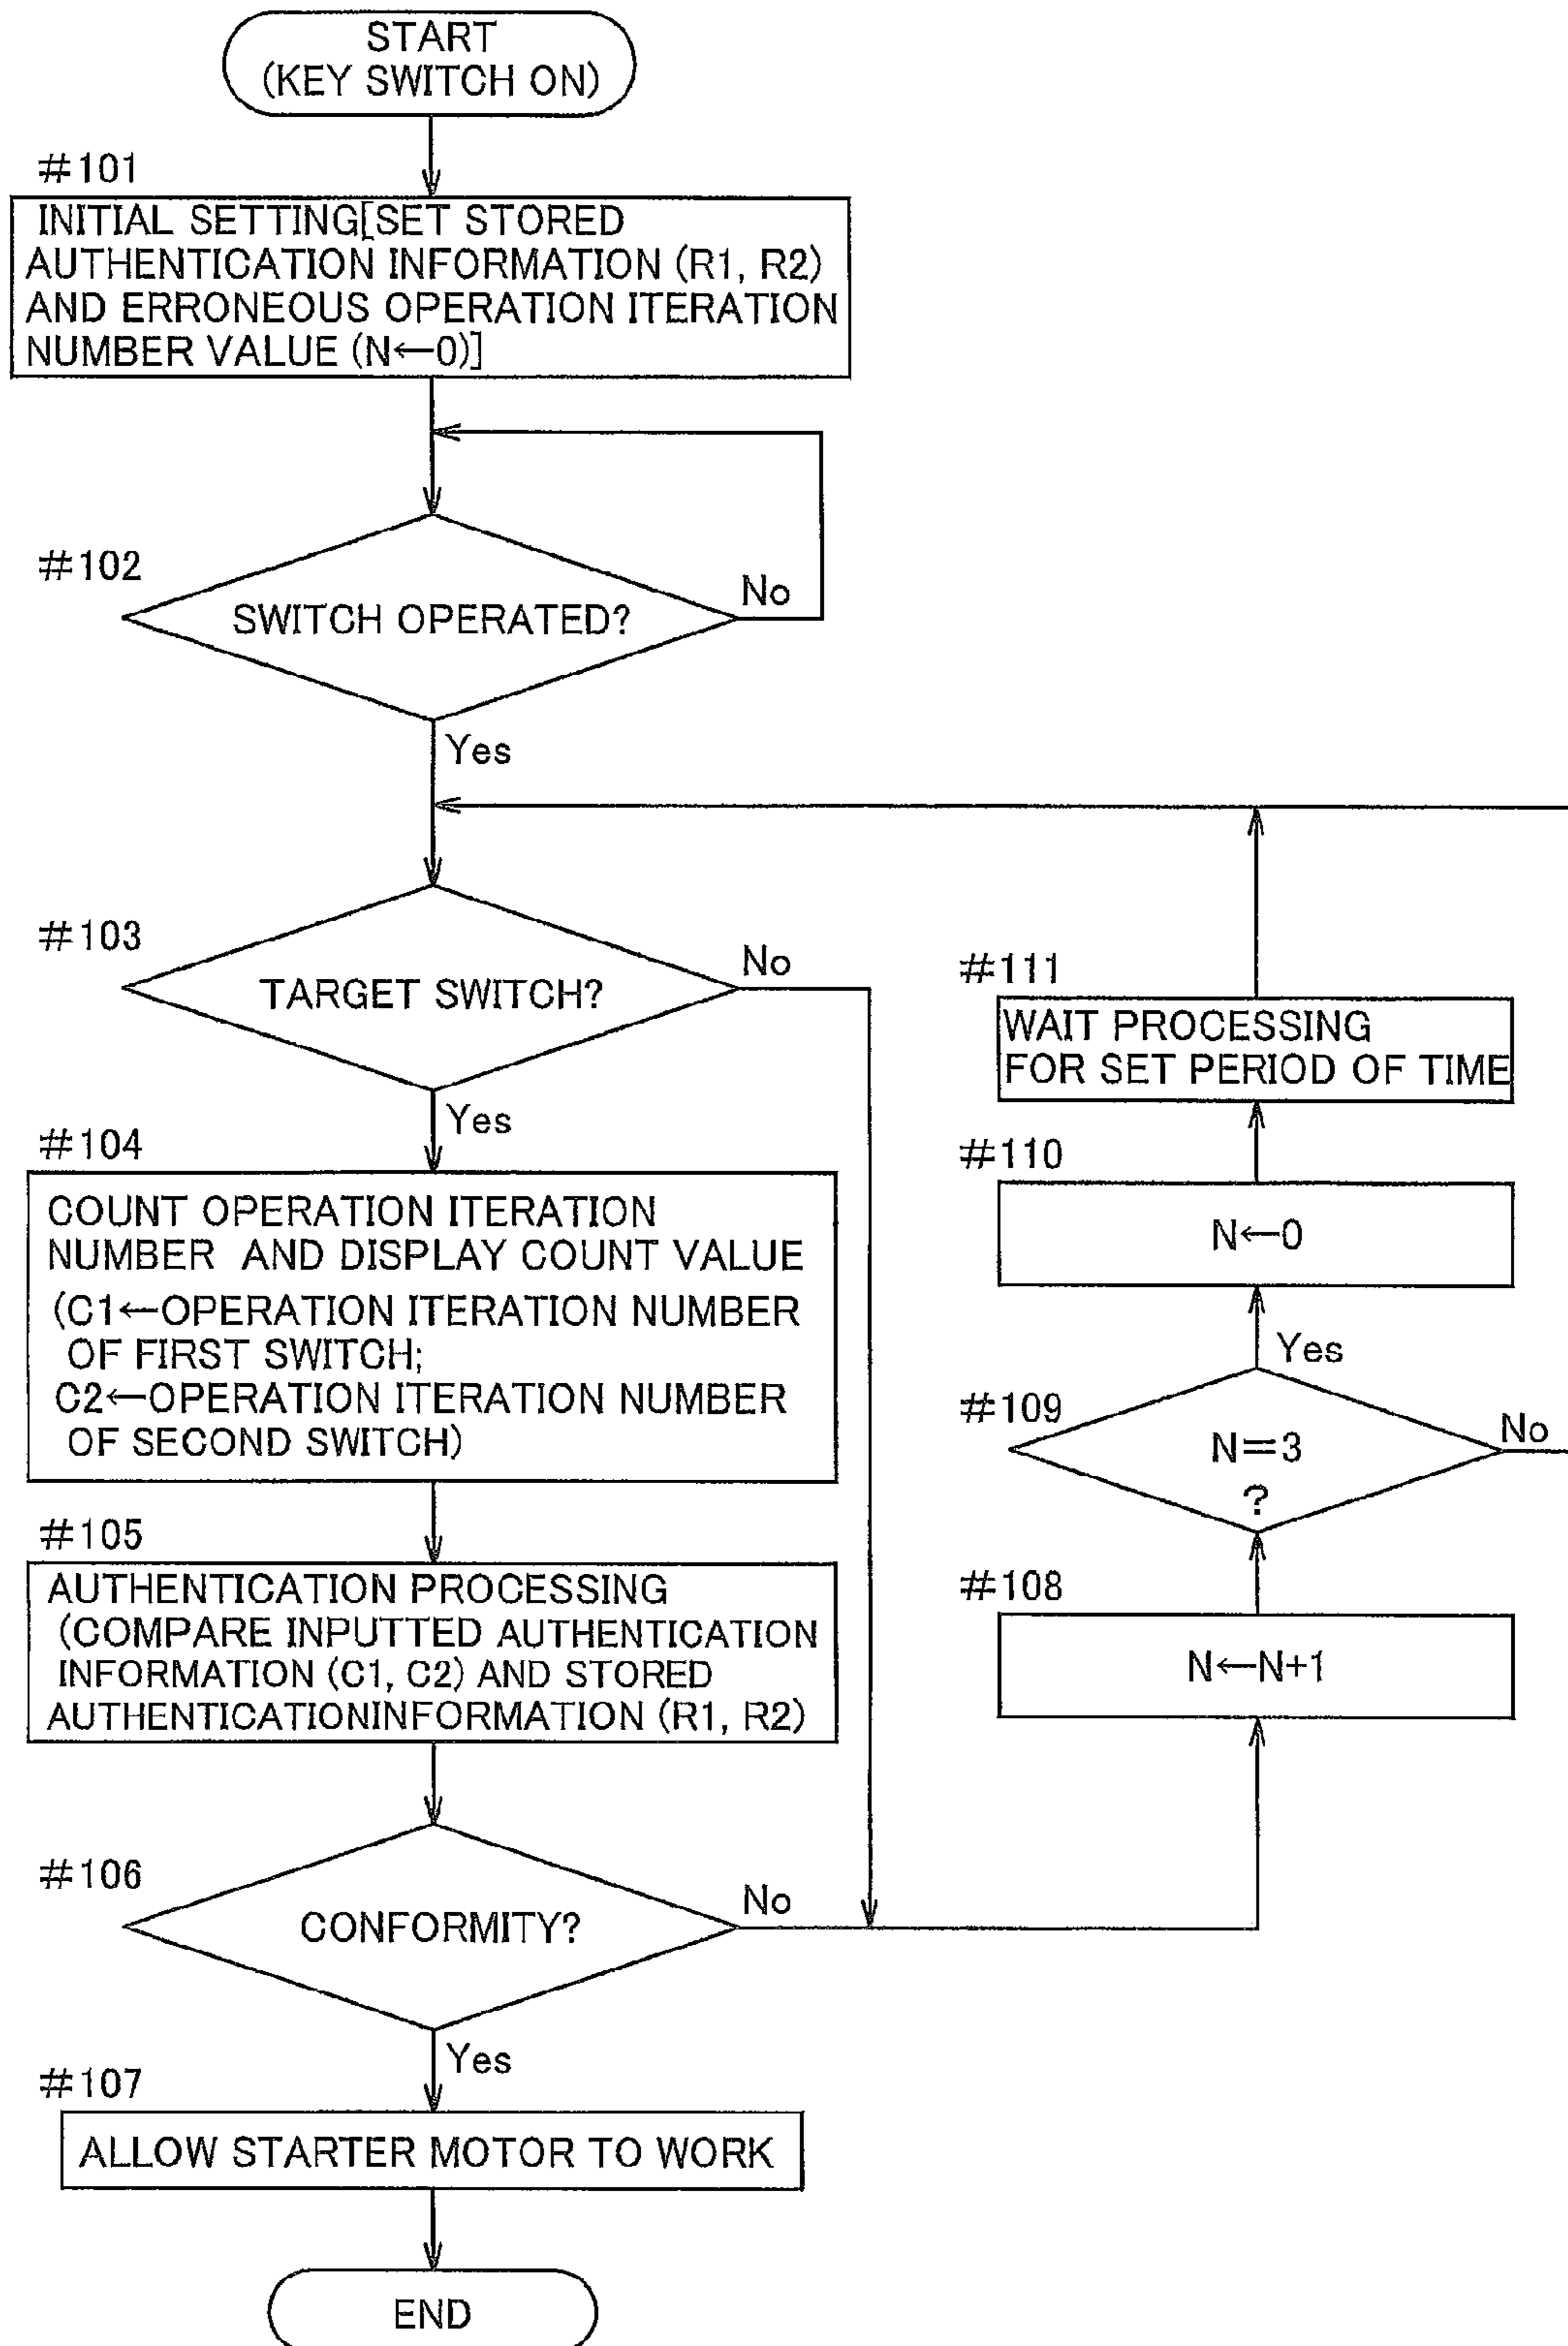 START
(KEY SWITCH ON)
#101
INITIAL SETTING[SET STORED
AUTHENTICATION INFORMATION (R1, R2)
AND ERRONEOUS OPERATION ITERATION
NUMBER VALUE (N←0)]
#102
SWITCH OPERATED?
No
Yes
#103
TARGET SWITCH?
No
Yes
#104
COUNT OPERATION ITERATION
NUMBER AND DISPLAY COUNT VALUE
(C1←OPERATION ITERATION NUMBER
OF FIRST SWITCH;
C2←OPERATION ITERATION NUMBER
OF SECOND SWITCH)
#105
AUTHENTICATION PROCESSING
(COMPARE INPUTTED AUTHENTICATION
INFORMATION (C1, C2) AND STORED
AUTHENTICATIONINFORMATION (R1, R2)
#106
CONFORMITY?
No
Yes
#107
ALLOW STARTER MOTOR TO WORK
END
#111
WAIT PROCESSING
FOR SET PERIOD OF TIME
#110
N←0
Yes
#109
N=3
?
No
#108
N←N+1